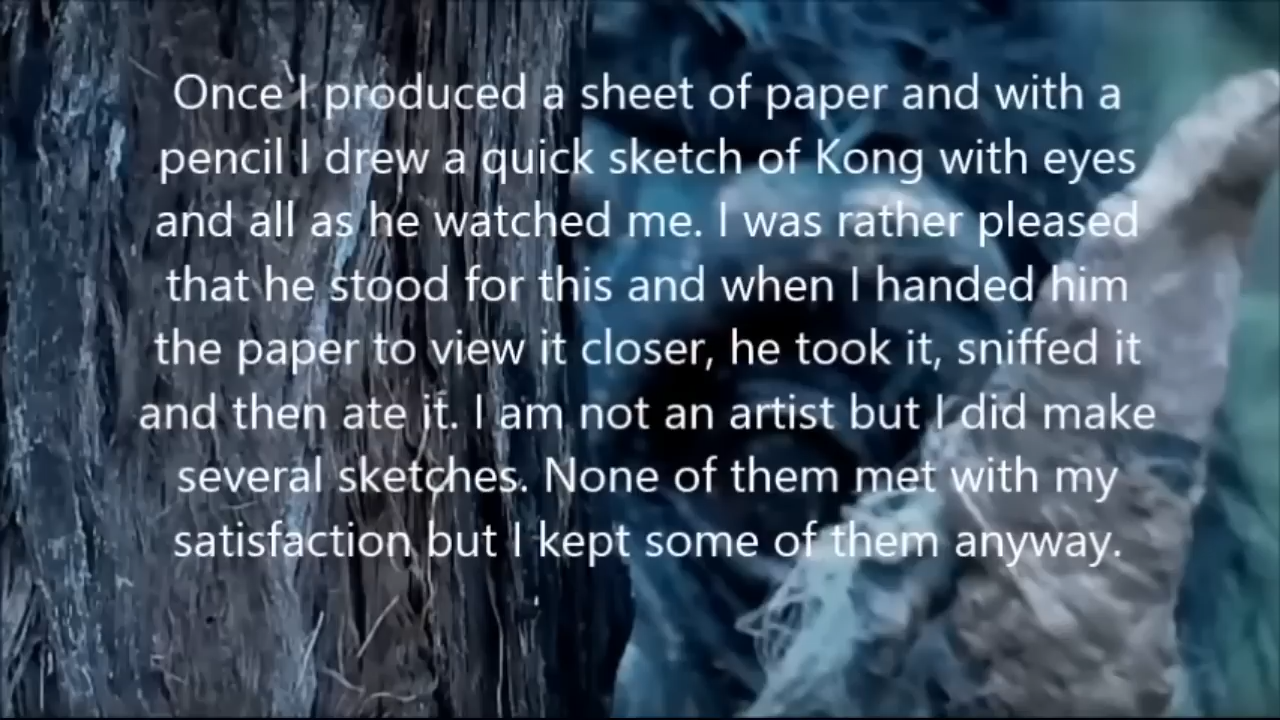 Once I produced a sheet of paper and with a
pencil I drew a quick sketch of Kong with eyes
and all as he watched me. I was rather pleased
that he stood for this and when I handed him
the paper to view it closer, he took it, sniffed it
and then ate it. I am not an artist but I did make
several sketches. None of them met with my
satisfaction but I kept some of them anyway.